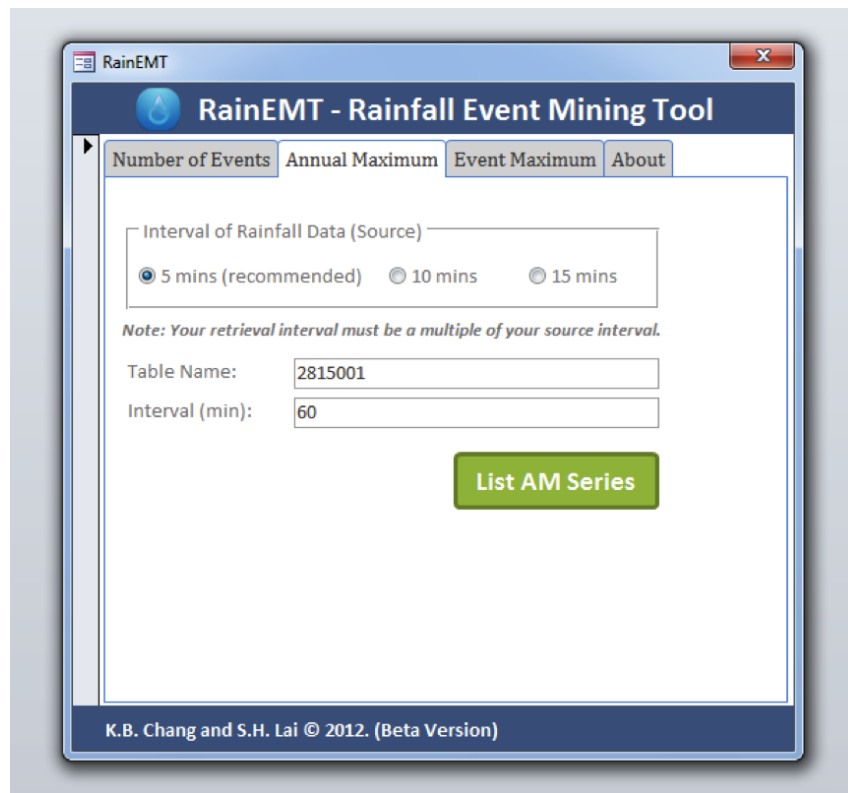 RainEMT
RainEMT - Rainfall Event Mining Tool
Number of Events Annual Maximum Event Maximum About
Interval of Rainfall Data (Source)
5 mins (recommended) 10 mins 15 mins
Note: Your retrieval interval must be a multiple of your source interval.
Table Name: 2815001
Interval (min): 60
List AM Series
K.B. Chang and S.H. Lai © 2012. (Beta Version)